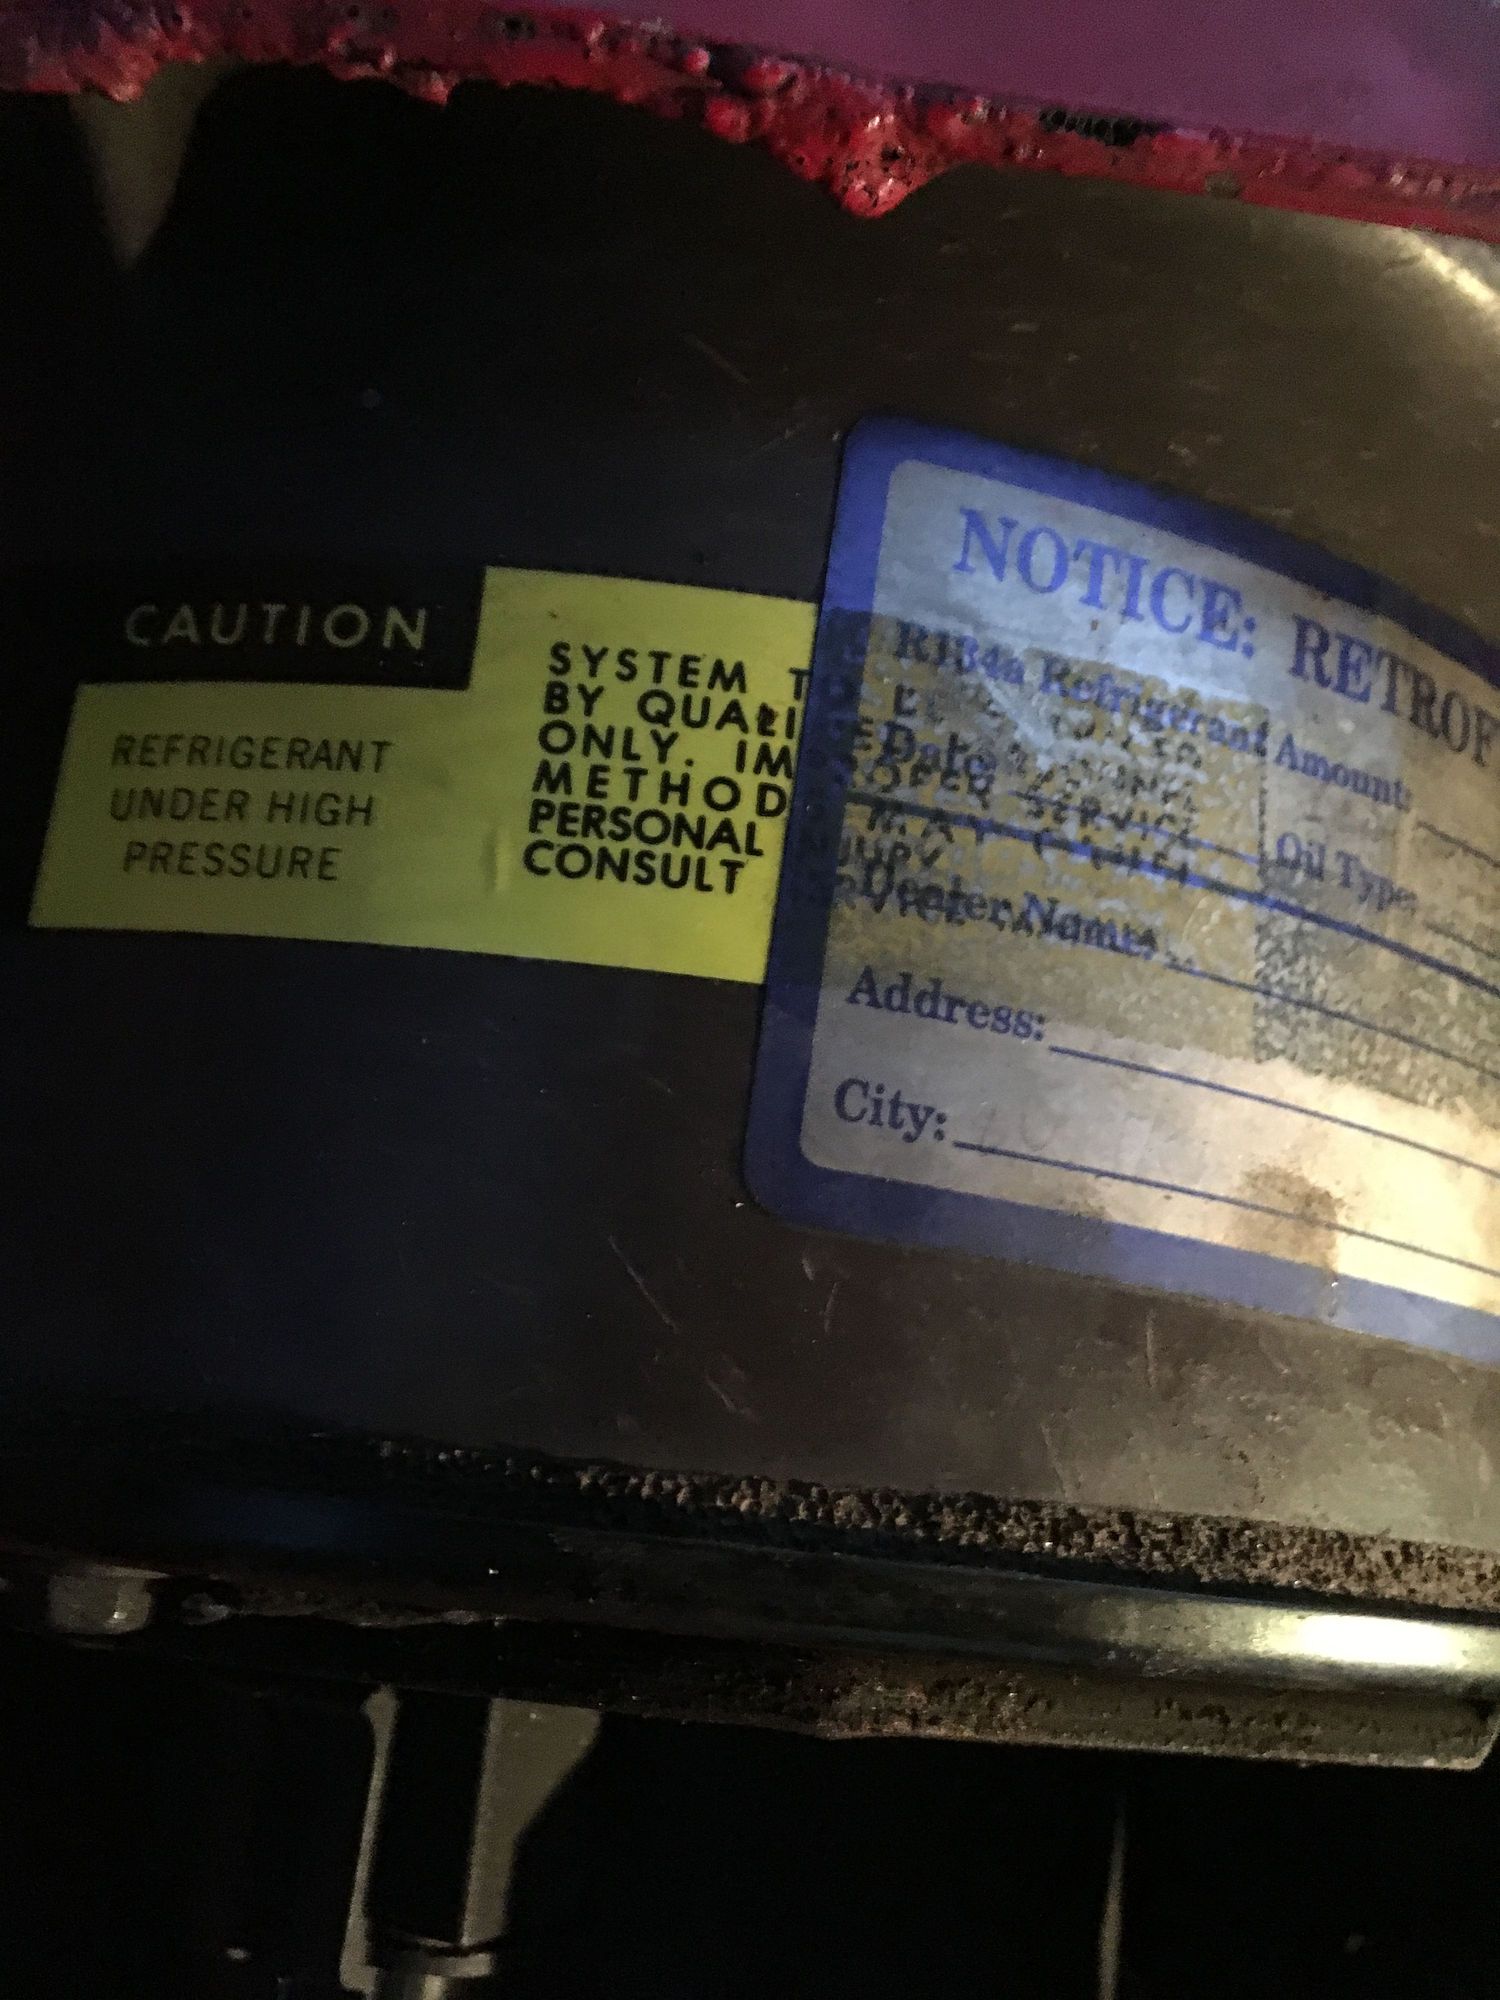 CAUTION
REFRIGERANT
UNDER HIGH
PRESSURE
SYSTEM T
BY QUALI
ONLY. IM
METHOD
PERSONAL
CONSULT
NOTICE: RETROF
R134a Refrigerant Amount:
Date
Oil Type:
Dealer Name:
Address:
City: